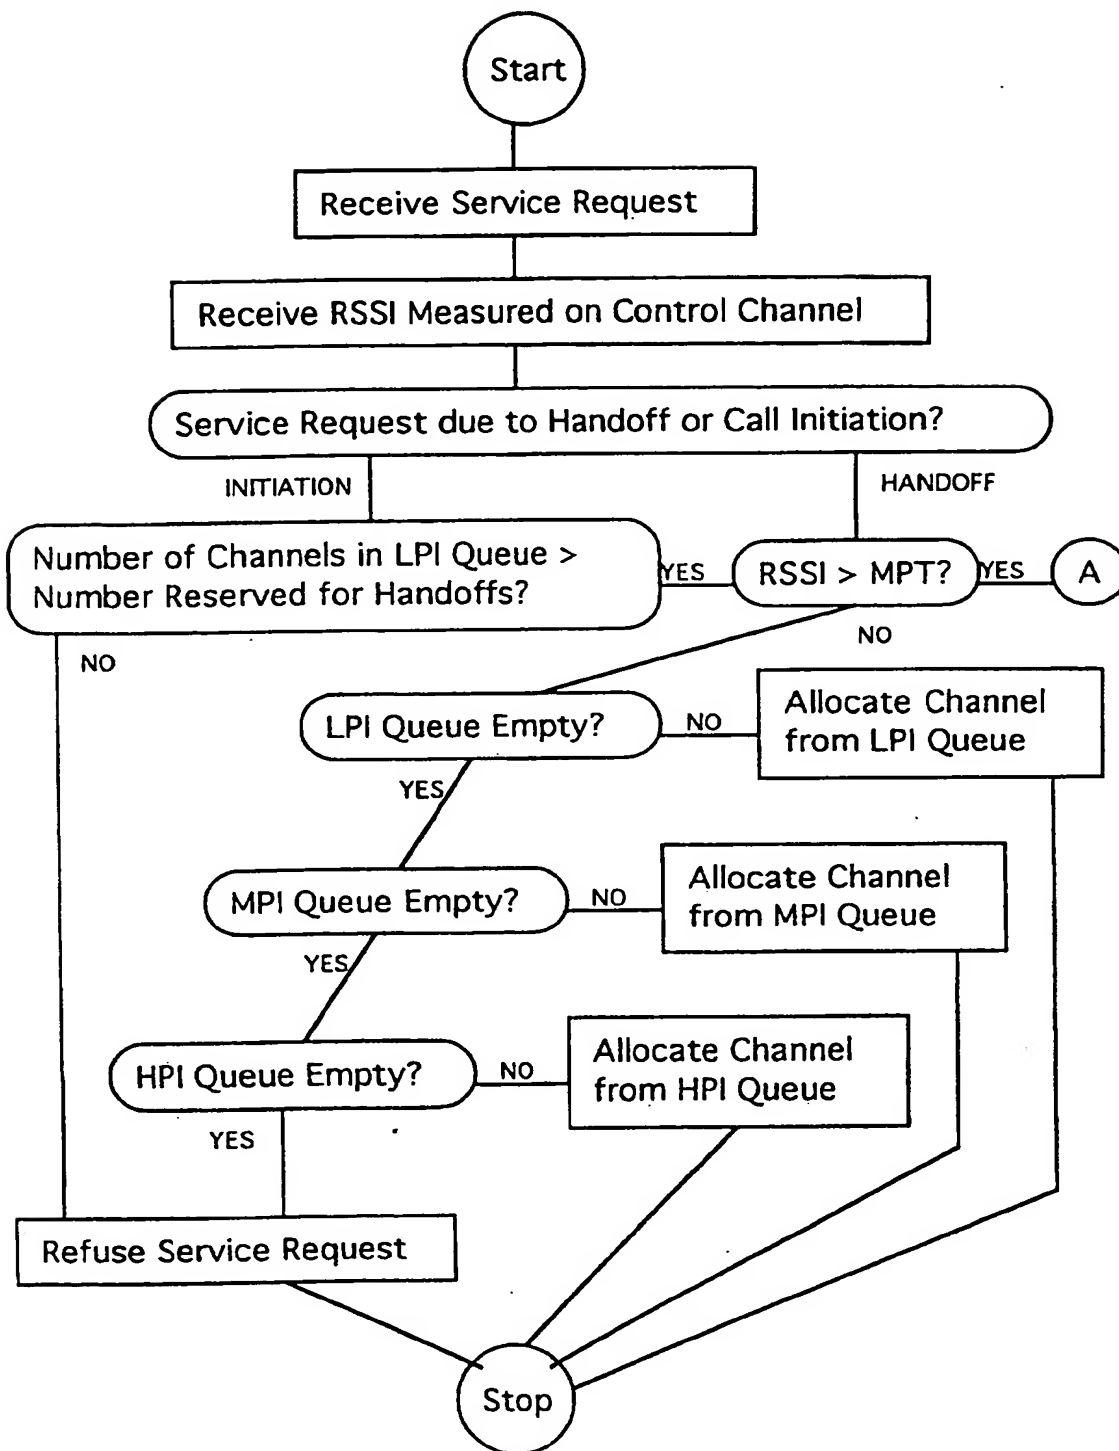 Start
Receive Service Request
Receive RSSI Measured on Control Channel
Service Request due to Handoff or Call Initiation?
INITIATION
HANDOFF
Number of Channels in LPI Queue >
Number Reserved for Handoffs?
YES
RSSI > MPT?
YES
A
NO
NO
LPI Queue Empty?
NO
Allocate Channel
from LPI Queue
YES
MPI Queue Empty?
NO
Allocate Channel
from MPI Queue
YES
HPI Queue Empty?
NO
Allocate Channel
from HPI Queue
YES
Refuse Service Request
Stop